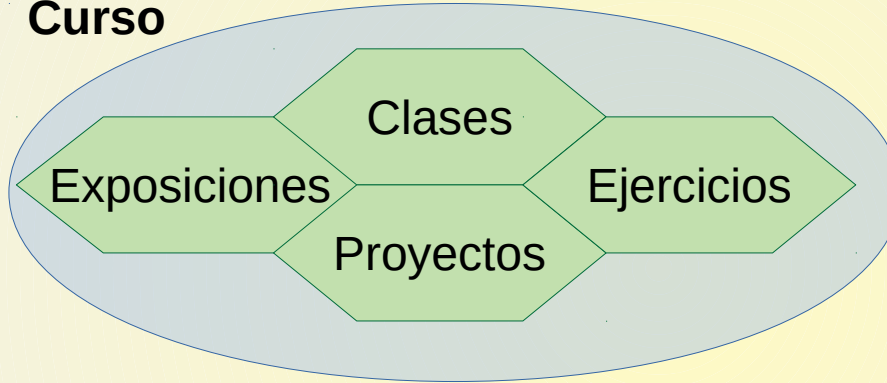 Curso
Clases
Exposiciones
Ejercicios
Proyectos